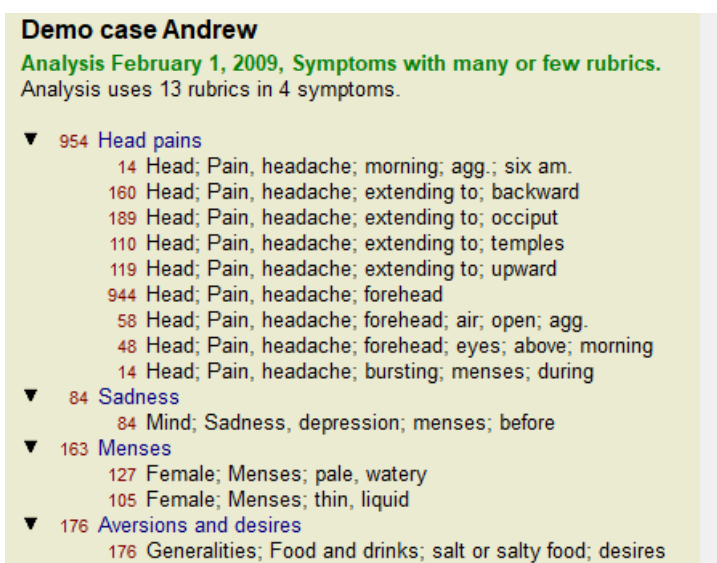 Demo case Andrew
Analysis February 1, 2009, Symptoms with many or few rubrics.
Analysis uses 13 rubrics in 4 symptoms.
▼ 954 Head pains
14 Head; Pain, headache; morning; agg.; six am.
160 Head; Pain, headache; extending to; backward
189 Head; Pain, headache; extending to; occiput
110 Head; Pain, headache; extending to; temples
119 Head; Pain, headache; extending to; upward
944 Head; Pain, headache; forehead
58 Head; Pain, headache; forehead; air; open; agg.
48 Head; Pain, headache; forehead; eyes; above; morning
14 Head; Pain, headache; bursting; menses; during
▼ 84 Sadness
84 Mind; Sadness, depression; menses; before
▼ 163 Menses
127 Female; Menses; pale, watery
105 Female; Menses; thin, liquid
▼ 176 Aversions and desires
176 Generalities; Food and drinks; salt or salty food; desires